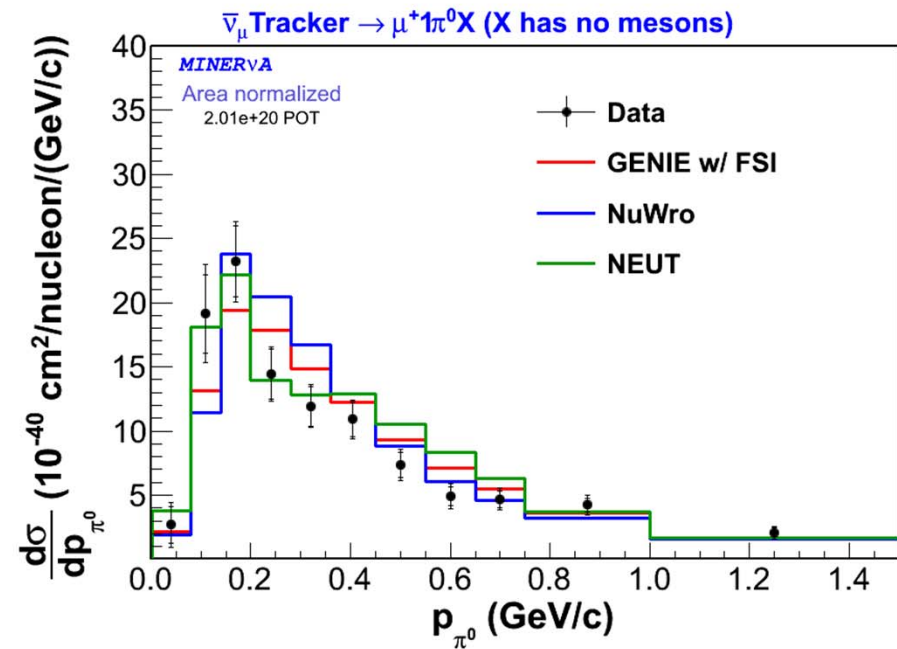 ν̄μTracker → μ⁺1π⁰X (X has no mesons)
MINERνA
Area normalized
2.01e+20 POT
Data
GENIE w/ FSI
NuWro
NEUT
dσ/dp_π⁰ (10⁻⁴⁰ cm²/nucleon/(GeV/c))
40
35
30
25
20
15
10
5
0.0 0.2 0.4 0.6 0.8 1.0 1.2 1.4
p_π⁰ (GeV/c)